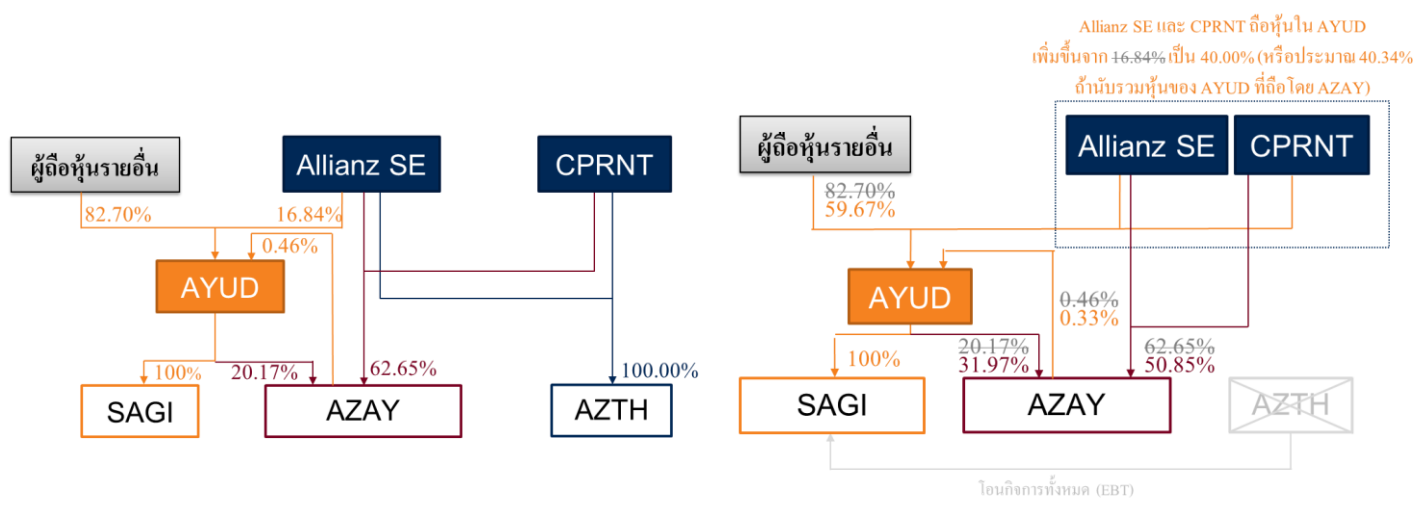 ผู้ถือหุ้นรายอื่น
Allianz SE
CPRNT
82.70%
16.84%
0.46%
AYUD
100%
20.17%
62.65%
100.00%
SAGI
AZAY
AZTH
Allianz SE และ CPRNT ถือหุ้นใน AYUD
เพิ่มขึ้นจาก 16.84% เป็น 40.00% (หรือประมาณ 40.34%
ถ้านับรวมหุ้นของ AYUD ที่ถือโดย AZAY)
ผู้ถือหุ้นรายอื่น
Allianz SE
CPRNT
82.70%
59.67%
AYUD
0.46%
0.33%
100%
20.17%
31.97%
62.65%
50.85%
SAGI
AZAY
AZTH
โอนกิจการทั้งหมด (EBT)